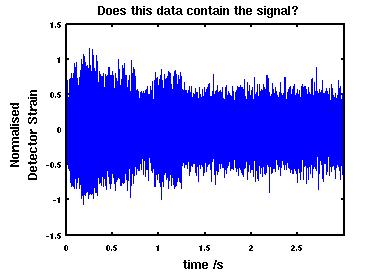 Does this data contain the signal?
1.5
1
0.5
0
-0.5
-1
-1.5
Normalised
Detector Strain
0 0.5 1 1.5 2 2.5
time /s